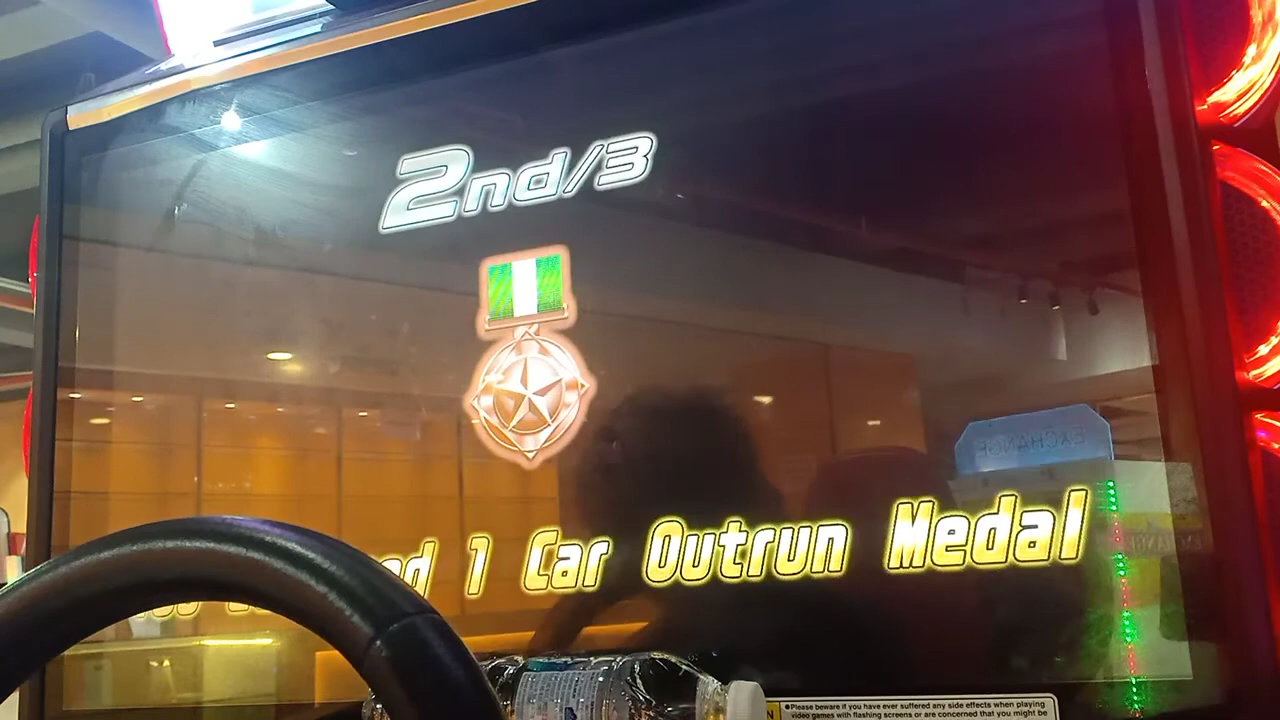 2nd/3
1 Car Outrun Medal
EXCHANGE
●Please beware if you have ever suffered any side effects when playing
video games with flashing screens or are concerned that you might be